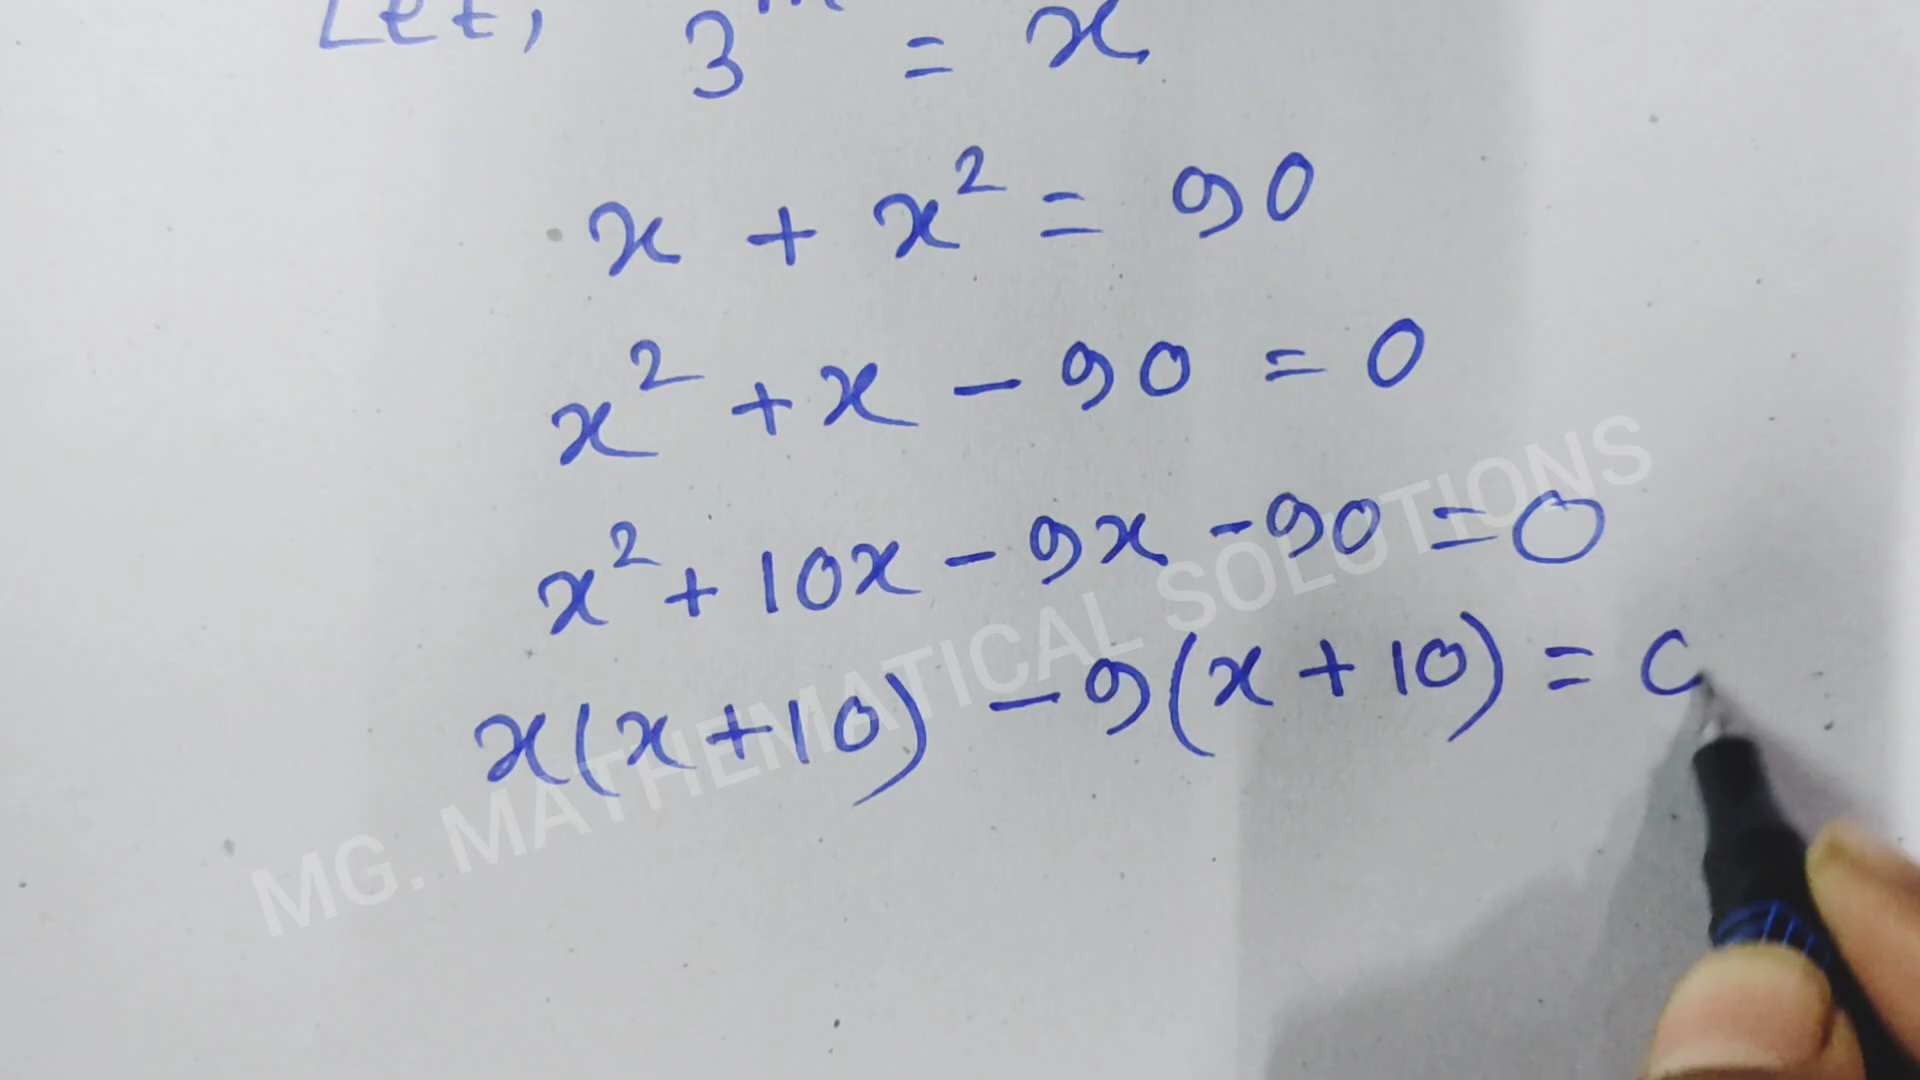 Let, 3^m = x
x + x² = 90
x² + x - 90 = 0
x² + 10x - 9x - 90 = 0
x(x+10) - 9(x+10) = 0
MG. MATHEMATICAL SOLUTIONS